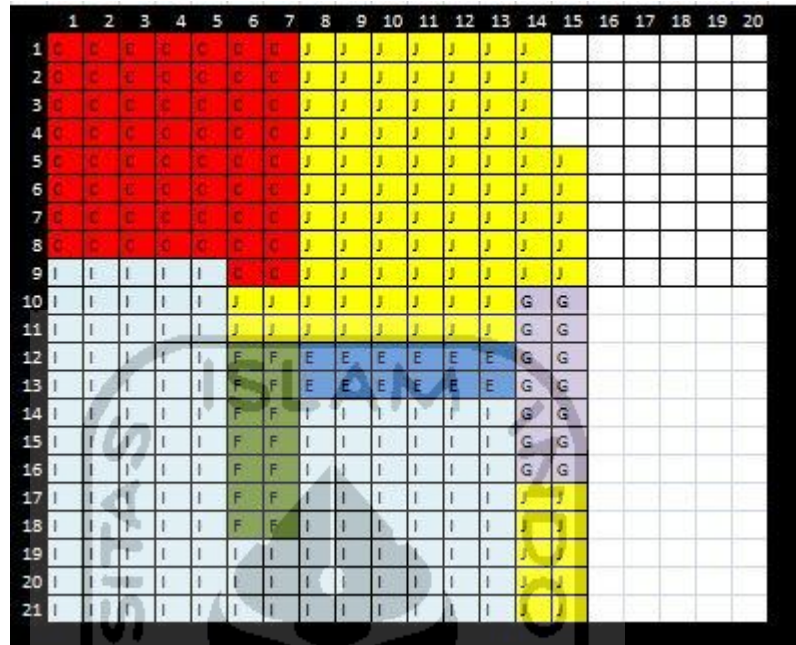 1 2 3 4 5 6 7 8 9 10 11 12 13 14 15 16 17 18 19 20
1 C C C C C C C J J J J J J J
2 C C C C C C C J J J J J J J
3 C C C C C C C J J J J J J J
4 C C C C C C C J J J J J J J
5 C C C C C C C J J J J J J J J
6 C C C C C C C J J J J J J J J
7 C C C C C C C J J J J J J J J
8 C C C C C C C J J J J J J J J
9 I I I I I C C J J J J J J J J
10 I I I I I J J J J J J J J G G
11 I I I I I J J J J J J J J G G
12 I I I I I F F E E E E E E G G
13 I I I I I F F E E E E E E G G
14 I I I I I F F I I I I I I G G
15 I I I I I F F I I I I I I G G
16 I I I I I F F I I I I I I G G
17 I I I I I F F I I I I I I J J
18 I I I I I F F I I I I I I J J
19 I I I I I I I I I I I I I J J
20 I I I I I I I I I I I I I J J
21 I I I I I I I I I I I I I J J
SITAS ISLAM INDO